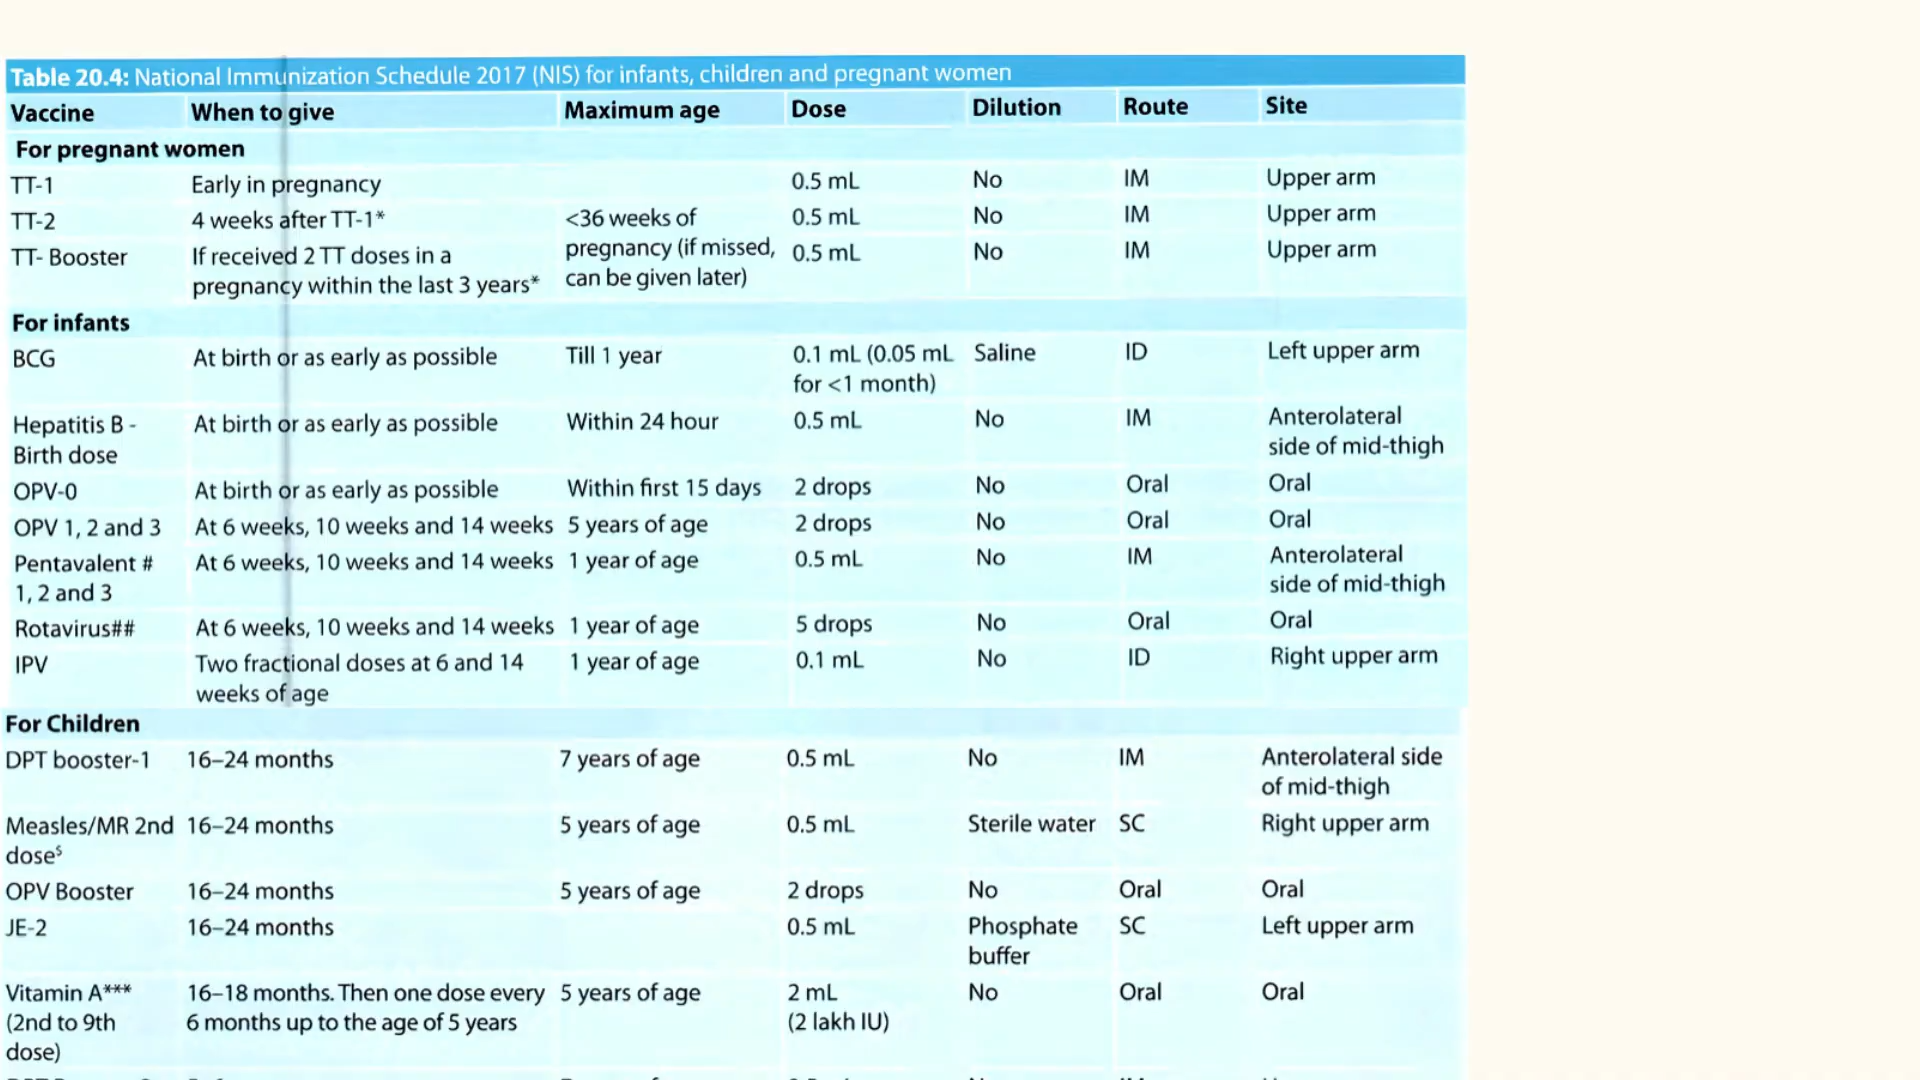 Table 20.4: National Immunization Schedule 2017 (NIS) for infants, children and pregnant women
Vaccine When to give Maximum age Dose Dilution Route Site
For pregnant women
TT-1 Early in pregnancy 0.5 mL No IM Upper arm
TT-2 4 weeks after TT-1* <36 weeks of 0.5 mL No IM Upper arm
TT- Booster If received 2 TT doses in a pregnancy (if missed, 0.5 mL No IM Upper arm
pregnancy within the last 3 years* can be given later)
For infants
BCG At birth or as early as possible Till 1 year 0.1 mL (0.05 mL Saline ID Left upper arm
for <1 month)
Hepatitis B - At birth or as early as possible Within 24 hour 0.5 mL No IM Anterolateral
Birth dose side of mid-thigh
OPV-0 At birth or as early as possible Within first 15 days 2 drops No Oral Oral
OPV 1, 2 and 3 At 6 weeks, 10 weeks and 14 weeks 5 years of age 2 drops No Oral Oral
Pentavalent # At 6 weeks, 10 weeks and 14 weeks 1 year of age 0.5 mL No IM Anterolateral
1, 2 and 3 side of mid-thigh
Rotavirus## At 6 weeks, 10 weeks and 14 weeks 1 year of age 5 drops No Oral Oral
IPV Two fractional doses at 6 and 14 1 year of age 0.1 mL No ID Right upper arm
weeks of age
For Children
DPT booster-1 16–24 months 7 years of age 0.5 mL No IM Anterolateral side
of mid-thigh
Measles/MR 2nd 16–24 months 5 years of age 0.5 mL Sterile water SC Right upper arm
dose$
OPV Booster 16–24 months 5 years of age 2 drops No Oral Oral
JE-2 16–24 months 0.5 mL Phosphate SC Left upper arm
buffer
Vitamin A*** 16–18 months. Then one dose every 5 years of age 2 mL No Oral Oral
(2nd to 9th 6 months up to the age of 5 years (2 lakh IU)
dose)